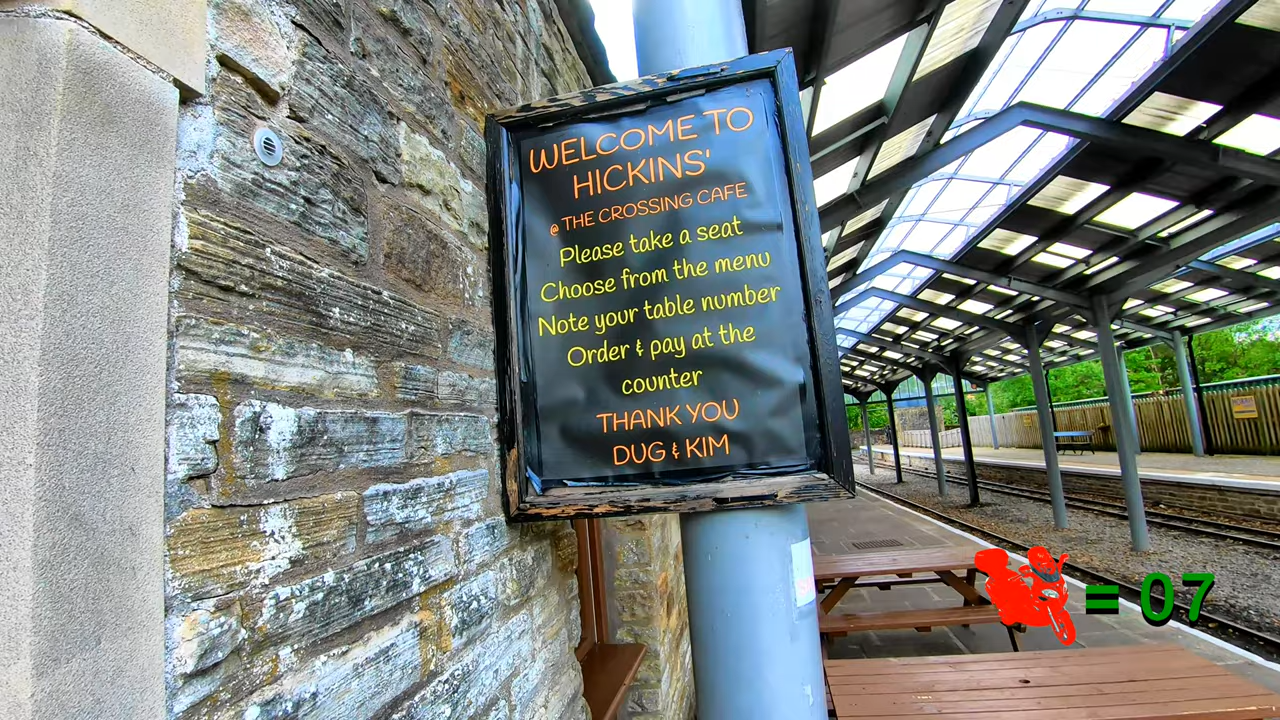 WELCOME TO
HICKINS'
@ THE CROSSING CAFE
Please take a seat
Choose from the menu
Note your table number
Order & pay at the
counter
THANK YOU
DUG & KIM
= 07